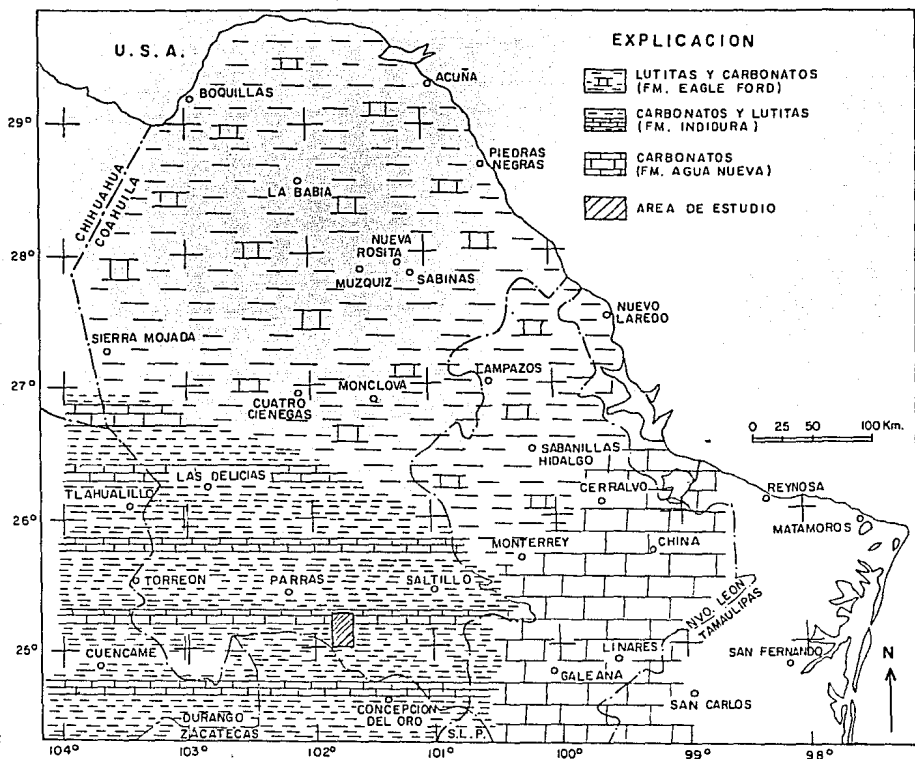 U.S.A.
EXPLICACION
LUTITAS Y CARBONATOS
(FM. EAGLE FORD)
CARBONATOS Y LUTITAS
(FM. INDIDURA)
CARBONATOS
(FM. AGUA NUEVA)
AREA DE ESTUDIO
ACUÑA
BOQUILLAS
29°
PIEDRAS
NEGRAS
LA BABIA
CHIHUAHUA
COAHUILA
NUEVA
ROSITA
28°
MUZQUIZ
SABINAS
NUEVO
LAREDO
SIERRA MOJADA
27°
LAMPAZOS
MONCLOVA
CUATRO
CIENEGAS
0 25 50 100 Km.
SABANILLAS
HIDALGO
LAS DELICIAS
CERRALVO
REYNOSA
TLAHUALILLO
26°
MATAMOROS
MONTERREY
CHINA
TORREON
PARRAS
SALTILLO
NVO. LEON
TAMAULIPAS
25°
CUENCAME
LINARES
SAN FERNANDO
N
GALEANA
SAN CARLOS
CONCEPCION
DEL ORO
DURANGO
ZACATECAS
S.L.P.
104° 103° 102° 101° 100° 99° 98°